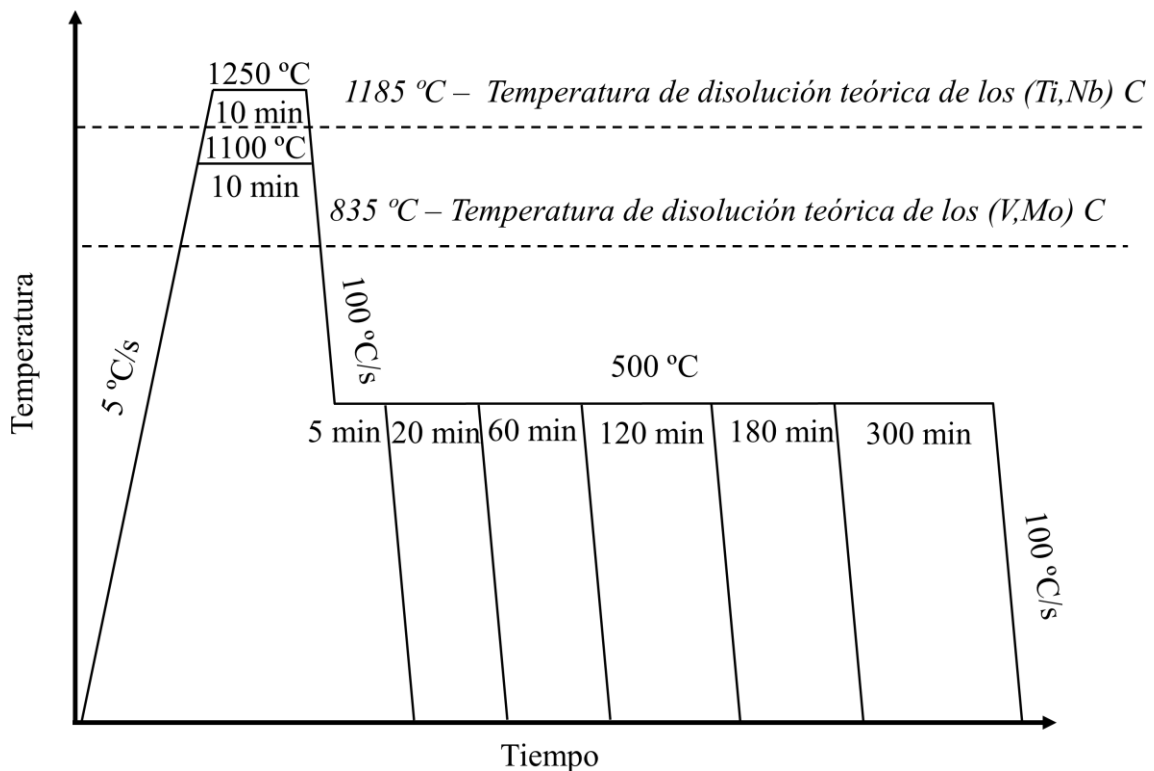 1250 ºC
1185 ºC – Temperatura de disolución teórica de los (Ti,Nb) C
10 min
1100 ºC
10 min
835 ºC – Temperatura de disolución teórica de los (V,Mo) C
Temperatura
5 ºC/s
100 ºC/s
500 ºC
5 min 20 min 60 min 120 min 180 min 300 min
100 ºC/s
Tiempo